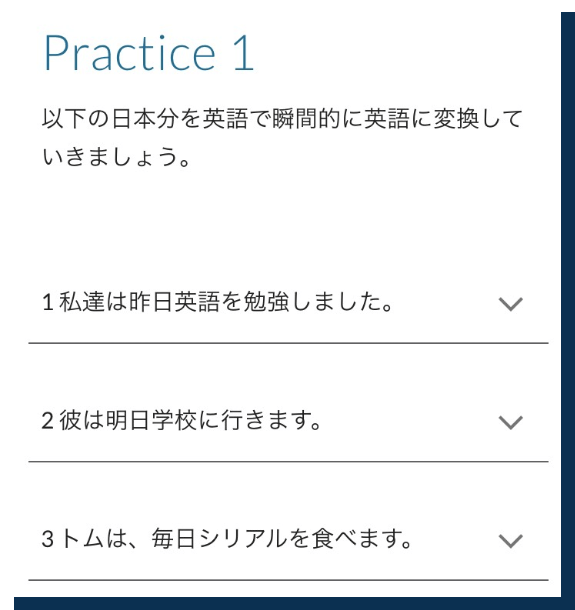 Practice 1
以下の日本分を英語で瞬間的に英語に変換して
いきましょう。
1 私達は昨日英語を勉強しました。
2 彼は明日学校に行きます。
3 トムは、毎日シリアルを食べます。